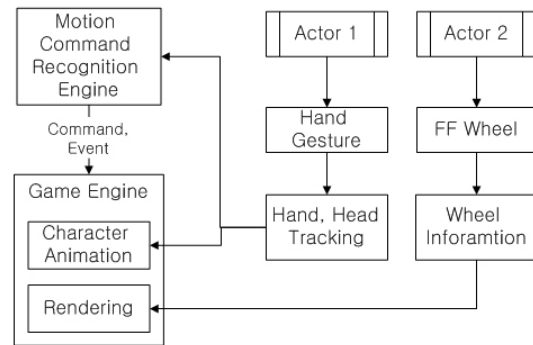 Motion
Command
Recognition
Engine
Actor 1
Actor 2
Hand
Gesture
FF Wheel
Command,
Event
Game Engine
Character
Animation
Hand, Head
Tracking
Wheel
Inforamtion
Rendering